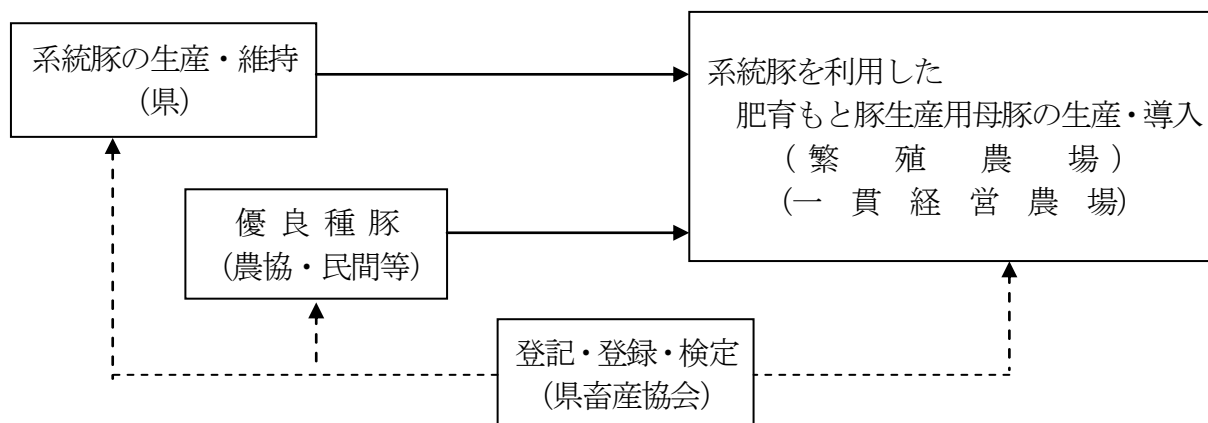 系統豚の生産・維持
（県）
系統豚を利用した
肥育もと豚生産用母豚の生産・導入
（繁殖農場）
（一貫経営農場）
優良種豚
（農協・民間等）
登記・登録・検定
（県畜産協会）